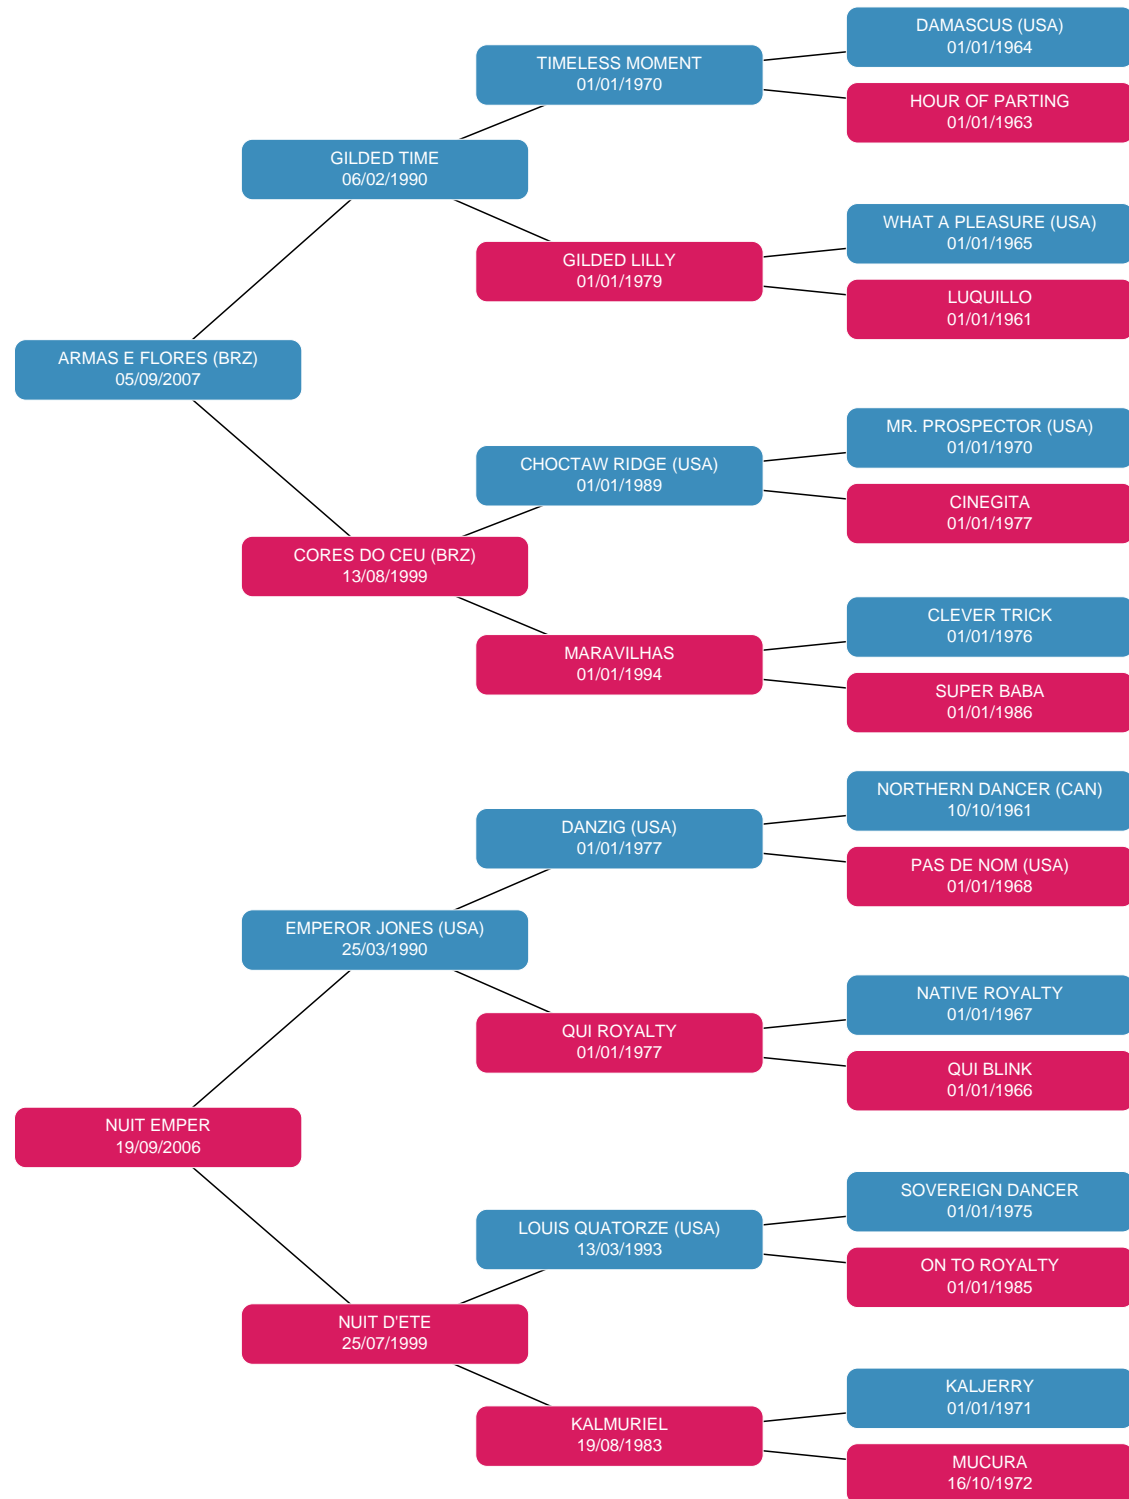 DAMASCUS (USA)
01/01/1964
TIMELESS MOMENT
01/01/1970
HOUR OF PARTING
01/01/1963
GILDED TIME
06/02/1990
WHAT A PLEASURE (USA)
01/01/1965
GILDED LILLY
01/01/1979
LUQUILLO
01/01/1961
ARMAS E FLORES (BRZ)
05/09/2007
MR. PROSPECTOR (USA)
01/01/1970
CHOCTAW RIDGE (USA)
01/01/1989
CINEGITA
01/01/1977
CORES DO CEU (BRZ)
13/08/1999
CLEVER TRICK
01/01/1976
MARAVILHAS
01/01/1994
SUPER BABA
01/01/1986
NORTHERN DANCER (CAN)
10/10/1961
DANZIG (USA)
01/01/1977
PAS DE NOM (USA)
01/01/1968
EMPEROR JONES (USA)
25/03/1990
NATIVE ROYALTY
01/01/1967
QUI ROYALTY
01/01/1977
QUI BLINK
01/01/1966
NUIT EMPER
19/09/2006
SOVEREIGN DANCER
01/01/1975
LOUIS QUATORZE (USA)
13/03/1993
ON TO ROYALTY
01/01/1985
NUIT D'ETE
25/07/1999
KALJERRY
01/01/1971
KALMURIEL
19/08/1983
MUCURA
16/10/1972